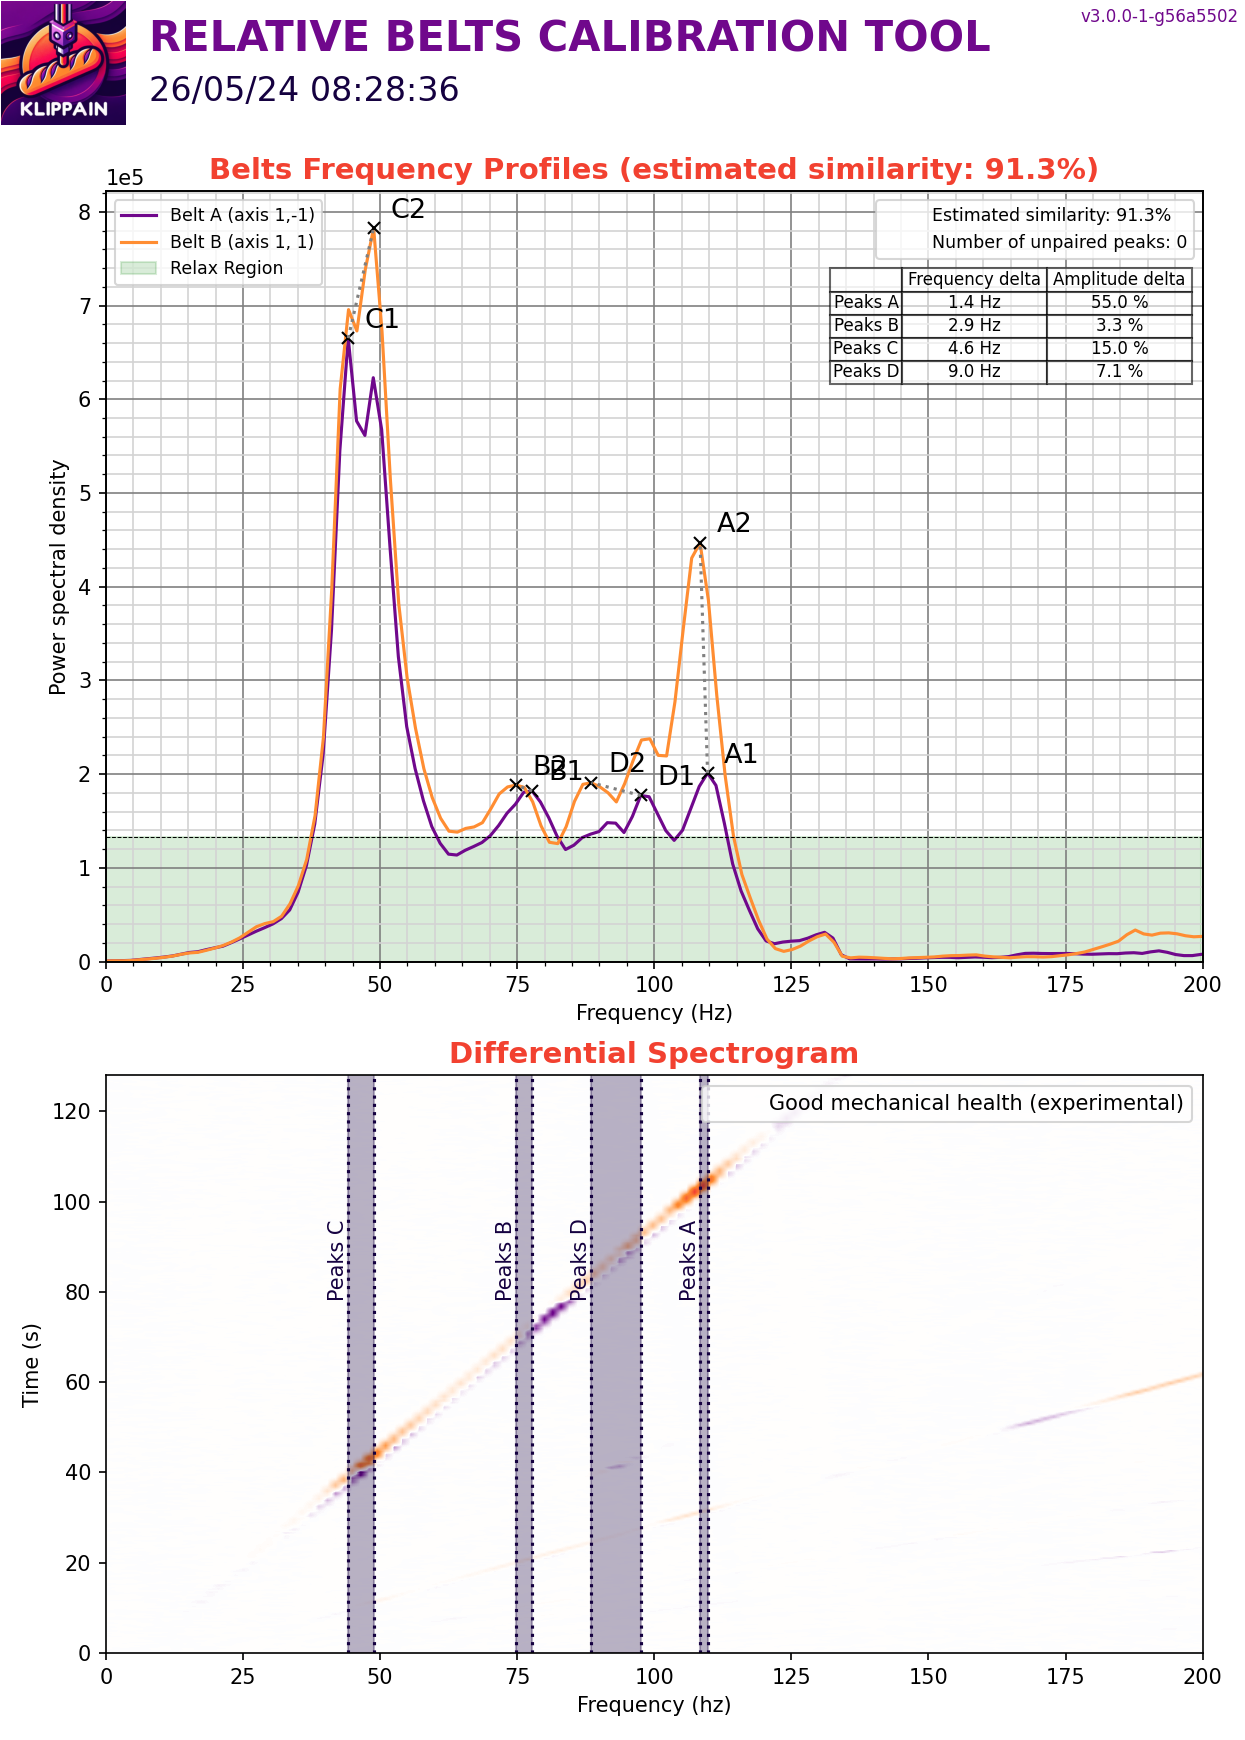 RELATIVE BELTS CALIBRATION TOOL
v3.0.0-1-g56a5502
26/05/24 08:28:36
KLIPPAIN
Belts Frequency Profiles (estimated similarity: 91.3%)
1e5
Belt A (axis 1,-1)
Belt B (axis 1, 1)
Relax Region
Estimated similarity: 91.3%
Number of unpaired peaks: 0
Frequency delta Amplitude delta
Peaks A 1.4 Hz 55.0 %
Peaks B 2.9 Hz 3.3 %
Peaks C 4.6 Hz 15.0 %
Peaks D 9.0 Hz 7.1 %
C2
C1
A2
A1
B2
B1
D2
D1
8
7
6
5
4
3
2
1
0
Power spectral density
0 25 50 75 100 125 150 175 200
Frequency (Hz)
Differential Spectrogram
Good mechanical health (experimental)
Peaks C
Peaks B
Peaks D
Peaks A
120
100
80
60
40
20
0
Time (s)
0 25 50 75 100 125 150 175 200
Frequency (hz)